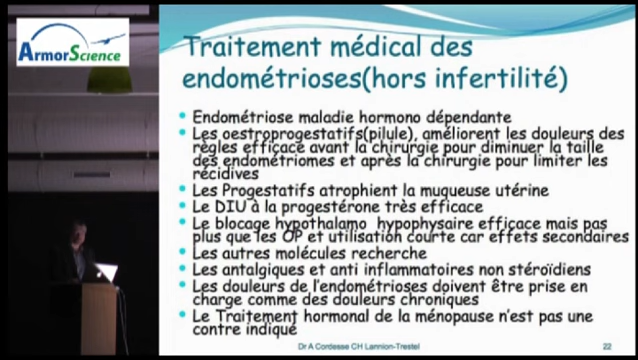 ArmorScience
Traitement médical des
endométrioses(hors infertilité)
Endométriose maladie hormono dépendante
Les oestroprogestatifs(pilule), améliorent les douleurs des
règles efficace avant la chirurgie pour diminuer la taille
des endométriomes et après la chirurgie pour limiter les
récidives
Les Progestatifs atrophient la muqueuse utérine
Le DIU à la progestérone très efficace
Le blocage hypothalamo hypophysaire efficace mais pas
plus que les OP et utilisation courte car effets secondaires
Les autres molécules recherche
Les antalgiques et anti inflammatoires non stéroïdiens
Les douleurs de l'endométrioses doivent être prise en
charge comme des douleurs chroniques
Le Traitement hormonal de la ménopause n'est pas une
contre indiqué
Dr A Cordesse CH Lannion-Trestel
22